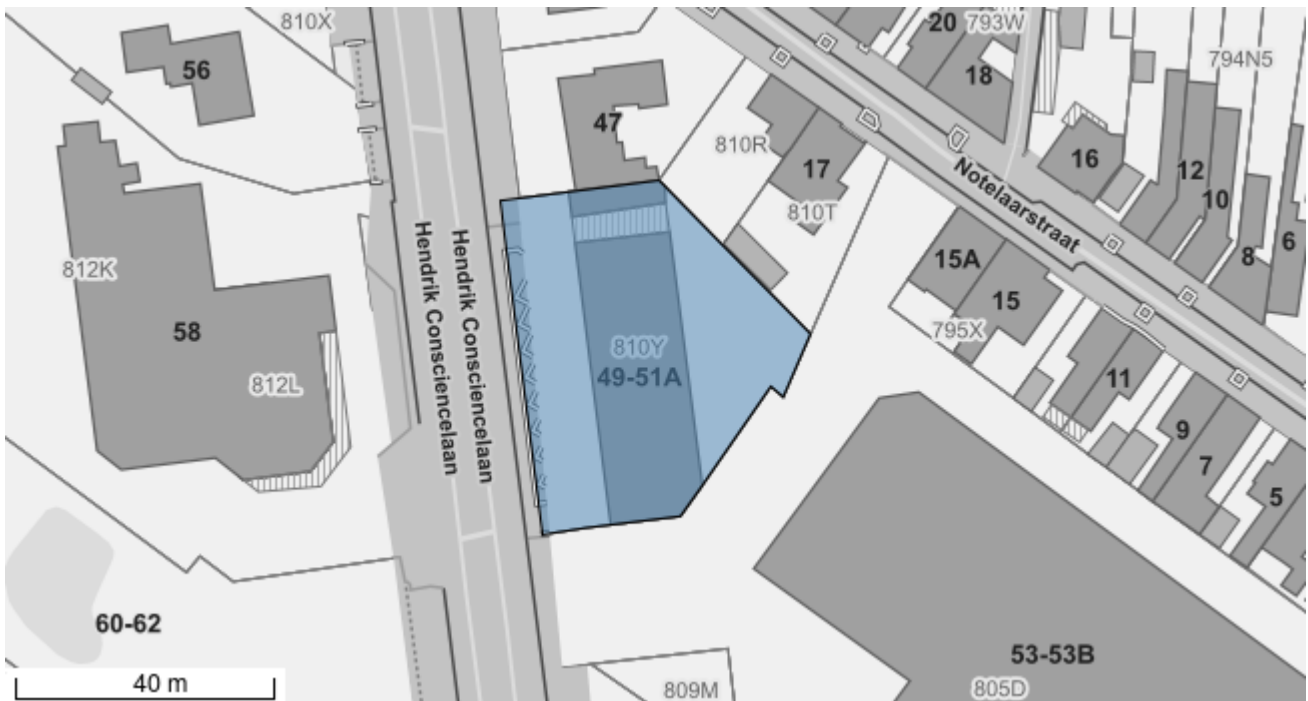 810X
793W
20
56
18
794N5
47
810R
16
17
12
Notelaarstraat
10
810T
Hendrik Consciencelaan
Hendrik Consciencelaan
6
8
15A
812K
15
58
795X
810Y
49-51A
812L
11
9
7
5
60-62
53-53B
40 m
809M
805D